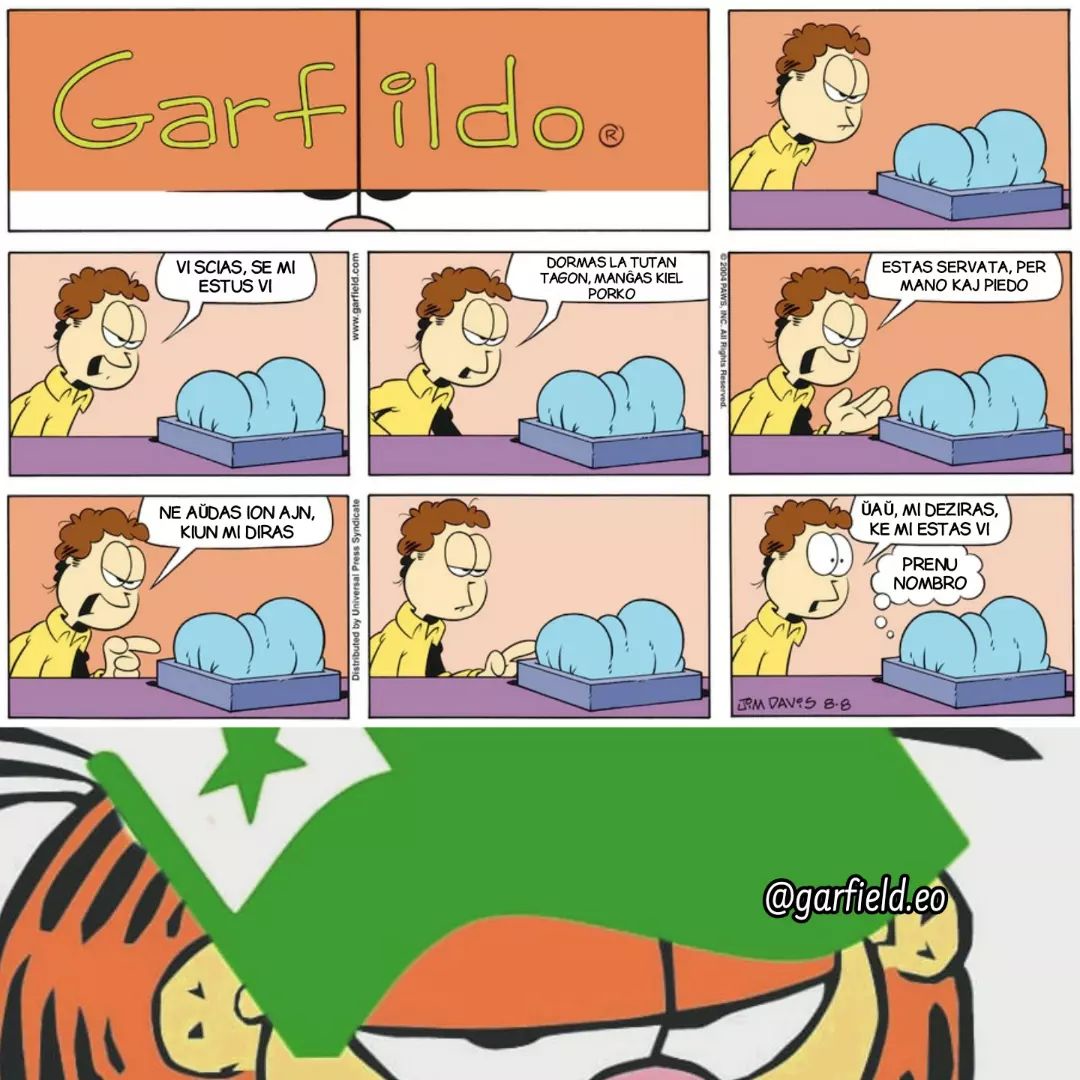 Garfildo®
VI SCIAS, SE MI
ESTUS VI
www.garfield.com
DORMAS LA TUTAN
TAGON, MANĜAS KIEL
PORKO
© 2004 PAWS, INC. All Rights Reserved.
ESTAS SERVATA, PER
MANO KAJ PIEDO
NE AŬDAS ION AJN,
KIUN MI DIRAS
Distributed by Universal Press Syndicate
ŬAŬ, MI DEZIRAS,
KE MI ESTAS VI
PRENU
NOMBRO
JIM DAVIS 8-8
@garfield.eo